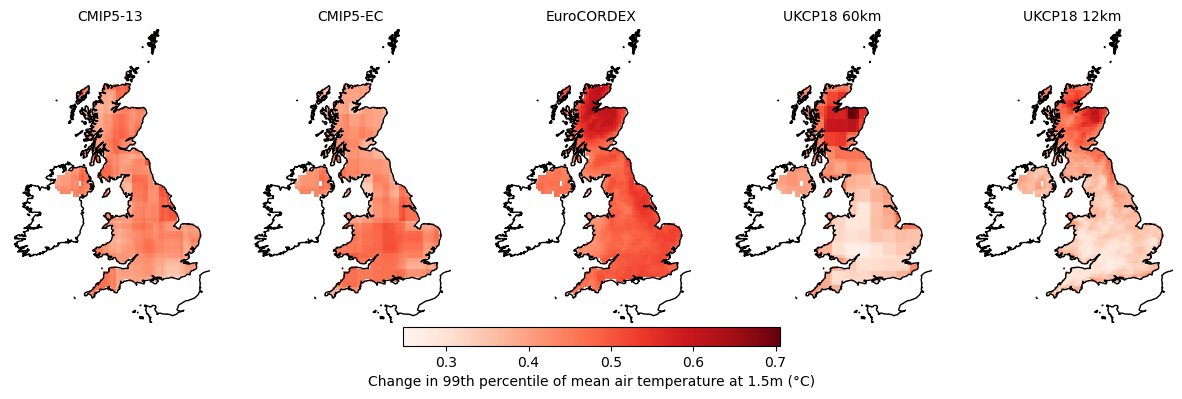 CMIP5-13
CMIP5-EC
EuroCORDEX
UKCP18 60km
UKCP18 12km
0.3
0.4
0.5
0.6
0.7
Change in 99th percentile of mean air temperature at 1.5m (°C)